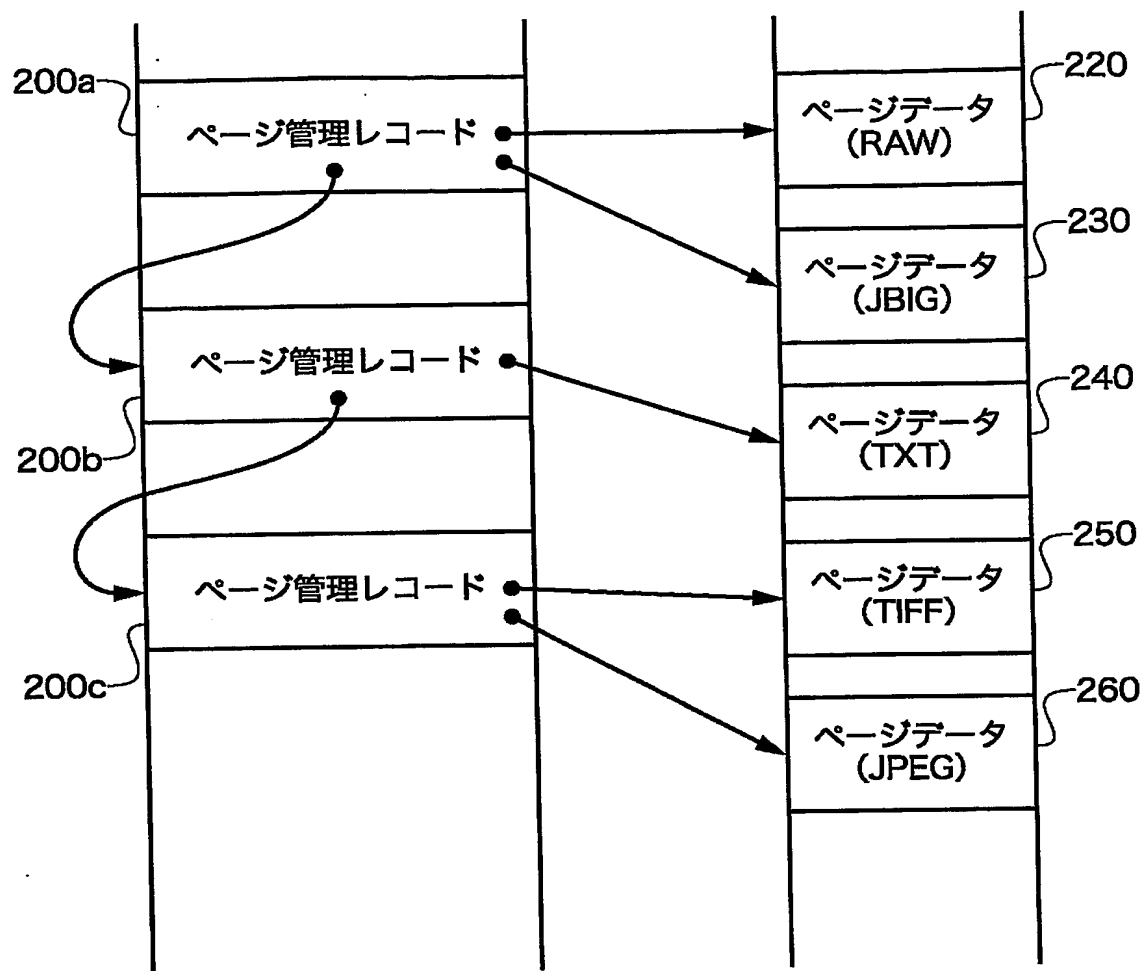 200a
ページ管理レコード
200b
ページ管理レコード
200c
ページ管理レコード
220
ページデータ
(RAW)
230
ページデータ
(JBIG)
240
ページデータ
(TXT)
250
ページデータ
(TIFF)
260
ページデータ
(JPEG)